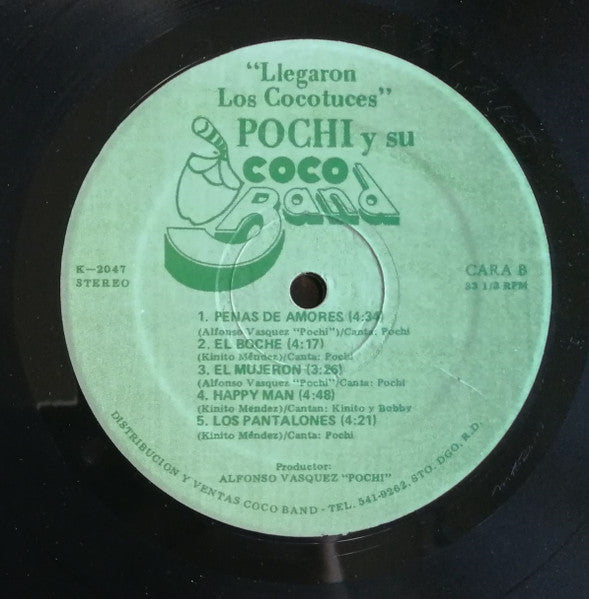 "Llegaron
Los Cocotuces"
POCHI y su
COCO
Band
K-2047
STEREO
CARA B
33 1/3 RPM
1. PENAS DE AMORES (4:34)
(Alfonso Vasquez "Pochi")/Canta: Pochi
2. EL BOCHE (4:17)
(Kinito Méndez)/Canta: Pochi
3. EL MUJERON (3:26)
(Alfonso Vasquez "Pochi"/Canta: Pochi
4. HAPPY MAN (4:48)
(Kinito Méndez)/Cantan: Kinito y Bobby
5. LOS PANTALONES (4:21)
(Kinito Méndez)/Canta: Pochi
Productor:
ALFONSO VASQUEZ "POCHI"
DISTRIBUCION Y VENTAS COCO BAND - TEL. 541-9262, STO. DGO. R.D.